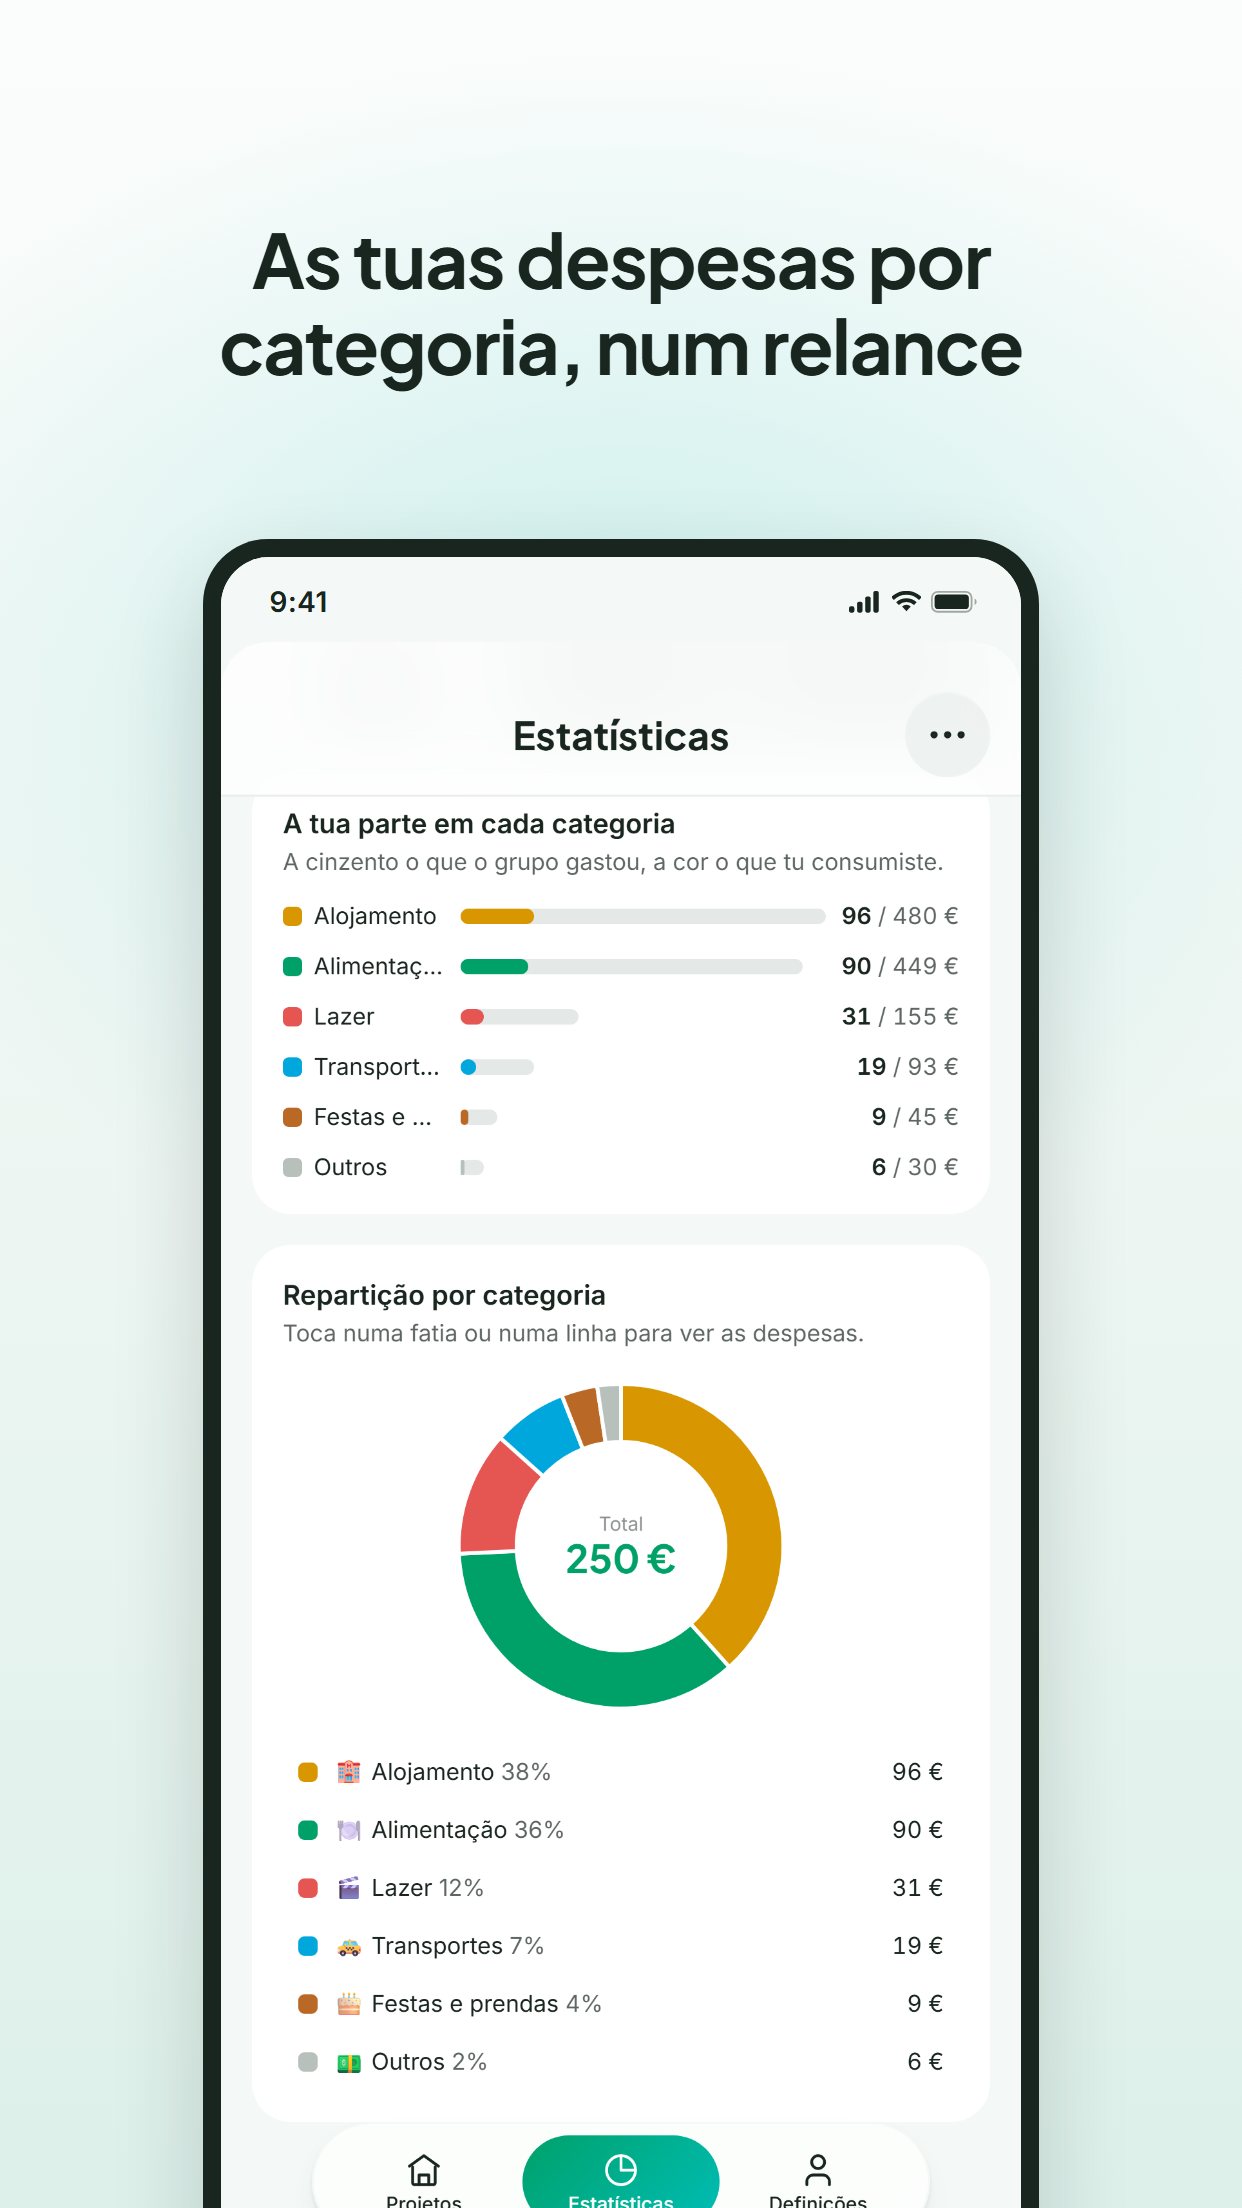 As tuas despesas por
categoria, num relance
9:41
Estatísticas
A tua parte em cada categoria
A cinzento o que o grupo gastou, a cor o que tu consumiste.
Alojamento 96 / 480 €
Alimentaç... 90 / 449 €
Lazer 31 / 155 €
Transport... 19 / 93 €
Festas e ... 9 / 45 €
Outros 6 / 30 €
Repartição por categoria
Toca numa fatia ou numa linha para ver as despesas.
Total
250 €
Alojamento 38% 96 €
Alimentação 36% 90 €
Lazer 12% 31 €
Transportes 7% 19 €
Festas e prendas 4% 9 €
Outros 2% 6 €
Projetos Estatísticas Definições